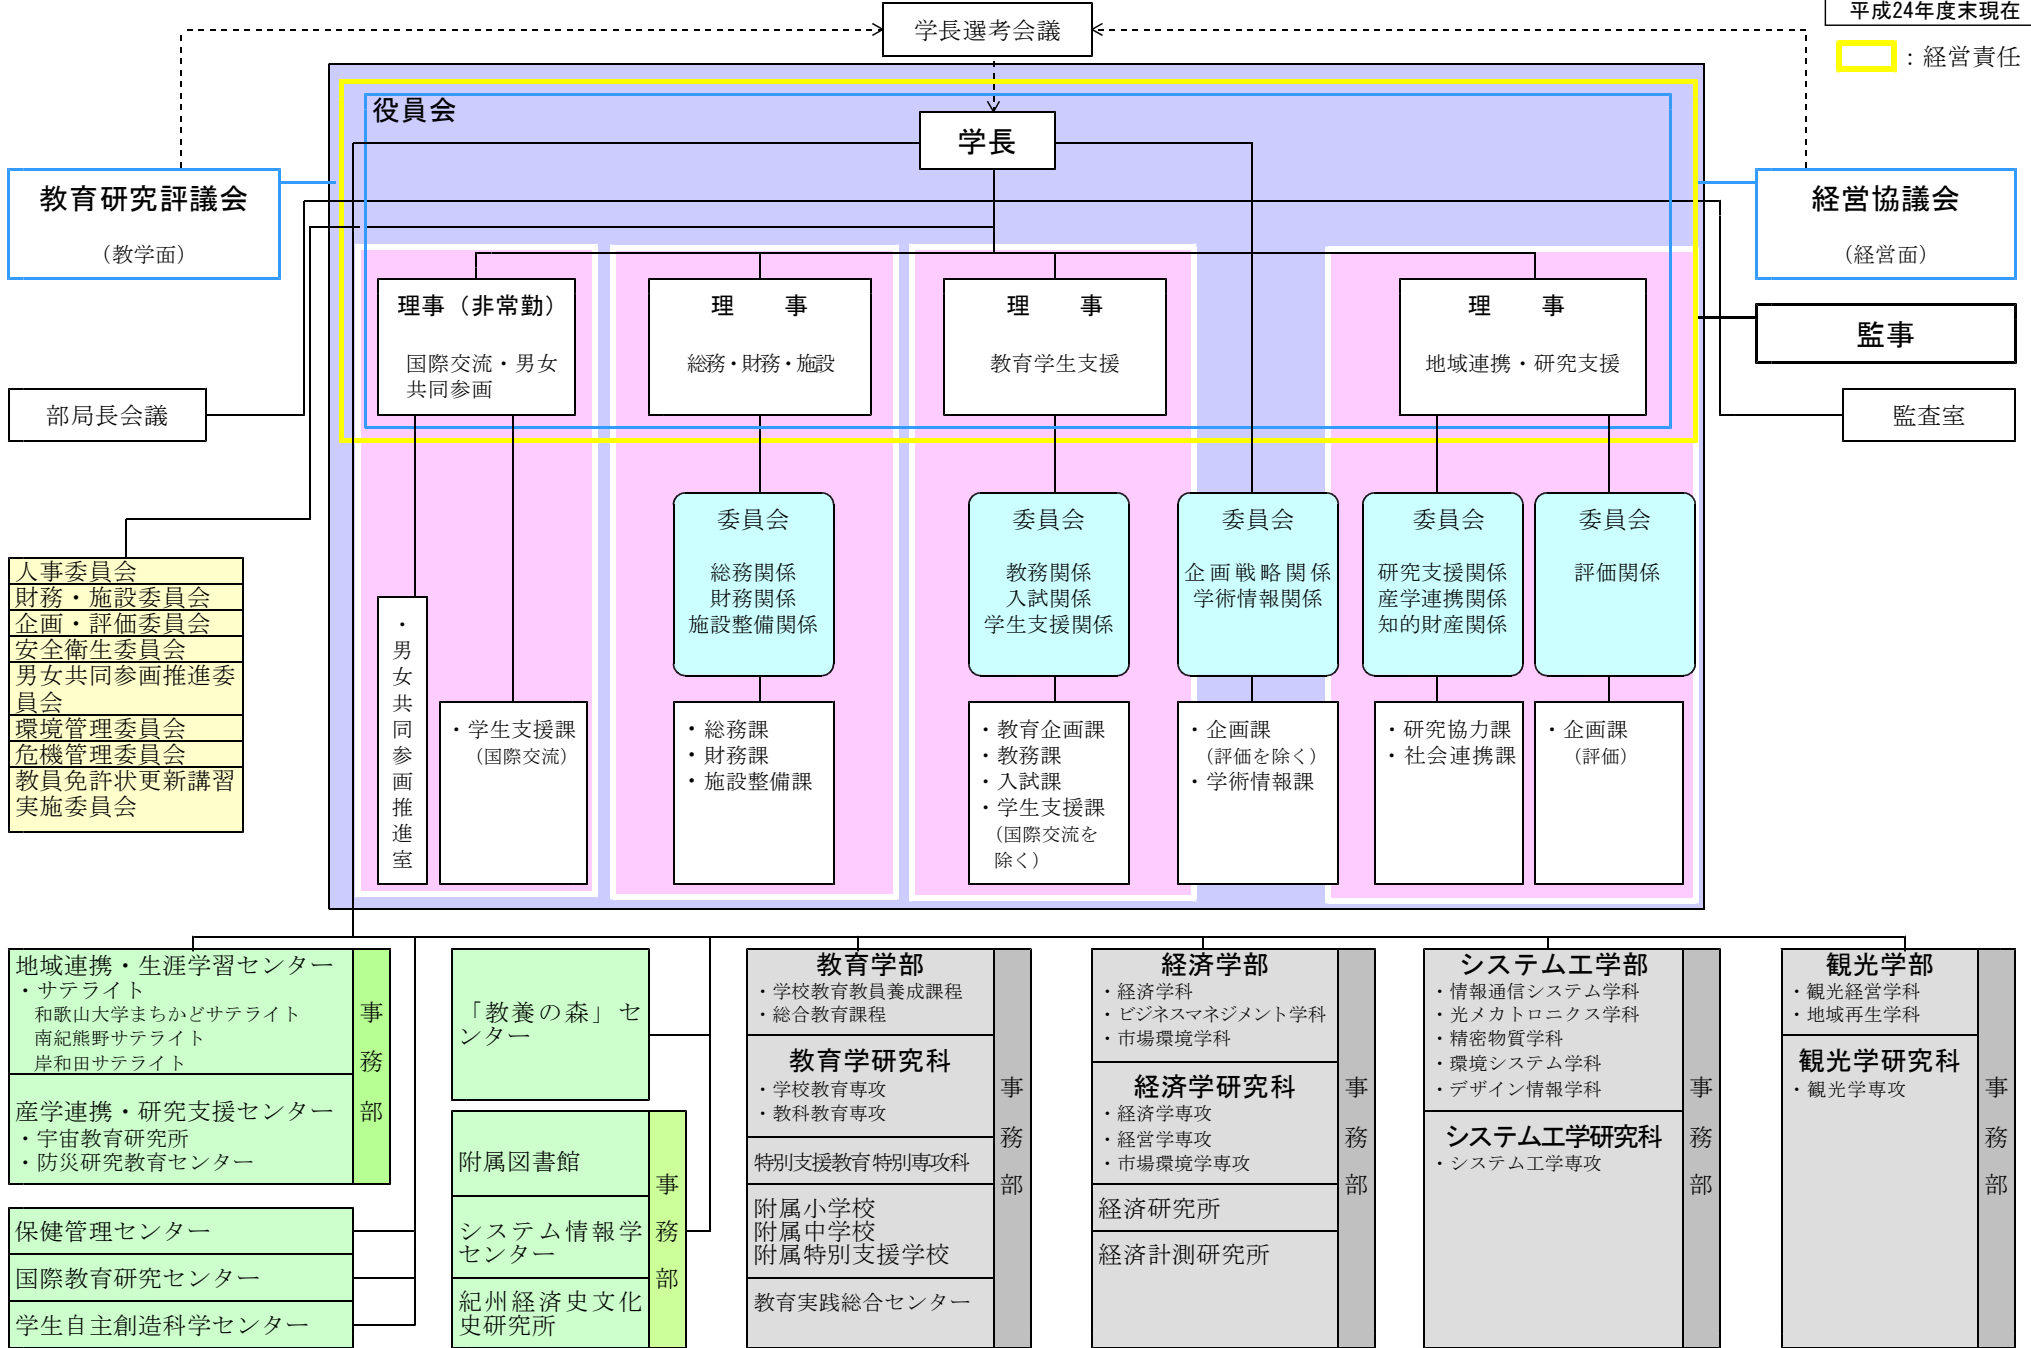 学長選考会議
平成24年度末現在
：経営責任
役員会
学長
教育研究評議会
（教学面）
経営協議会
（経営面）
理事（非常勤）
国際交流・男女
共同参画
理　事
総務・財務・施設
理　事
教育学生支援
理　事
地域連携・研究支援
監事
部局長会議
監査室
人事委員会
財務・施設委員会
企画・評価委員会
安全衛生委員会
男女共同参画推進委
員会
環境管理委員会
危機管理委員会
教員免許状更新講習
実施委員会
委員会
総務関係
財務関係
施設整備関係
委員会
教務関係
入試関係
学生支援関係
委員会
企画戦略関係
学術情報関係
委員会
研究支援関係
産学連携関係
知的財産関係
委員会
評価関係
・男女共同参画推進室
・学生支援課
（国際交流）
・総務課
・財務課
・施設整備課
・教育企画課
・教務課
・入試課
・学生支援課
（国際交流を
除く）
・企画課
（評価を除く）
・学術情報課
・研究協力課
・社会連携課
・企画課
（評価）
地域連携・生涯学習センター
・サテライト
和歌山大学まちかどサテライト
南紀熊野サテライト
岸和田サテライト
産学連携・研究支援センター
・宇宙教育研究所
・防災研究教育センター
事務部
保健管理センター
国際教育研究センター
学生自主創造科学センター
「教養の森」セ
ンター
附属図書館
システム情報学
センター
紀州経済史文化
史研究所
事務部
教育学部
・学校教育教員養成課程
・総合教育課程
教育学研究科
・学校教育専攻
・教科教育専攻
特別支援教育特別専攻科
附属小学校
附属中学校
附属特別支援学校
教育実践総合センター
事務部
経済学部
・経済学科
・ビジネスマネジメント学科
・市場環境学科
経済学研究科
・経済学専攻
・経営学専攻
・市場環境学専攻
経済研究所
経済計測研究所
事務部
システム工学部
・情報通信システム学科
・光メカトロニクス学科
・精密物質学科
・環境システム学科
・デザイン情報学科
システム工学研究科
・システム工学専攻
事務部
観光学部
・観光経営学科
・地域再生学科
観光学研究科
・観光学専攻
事務部